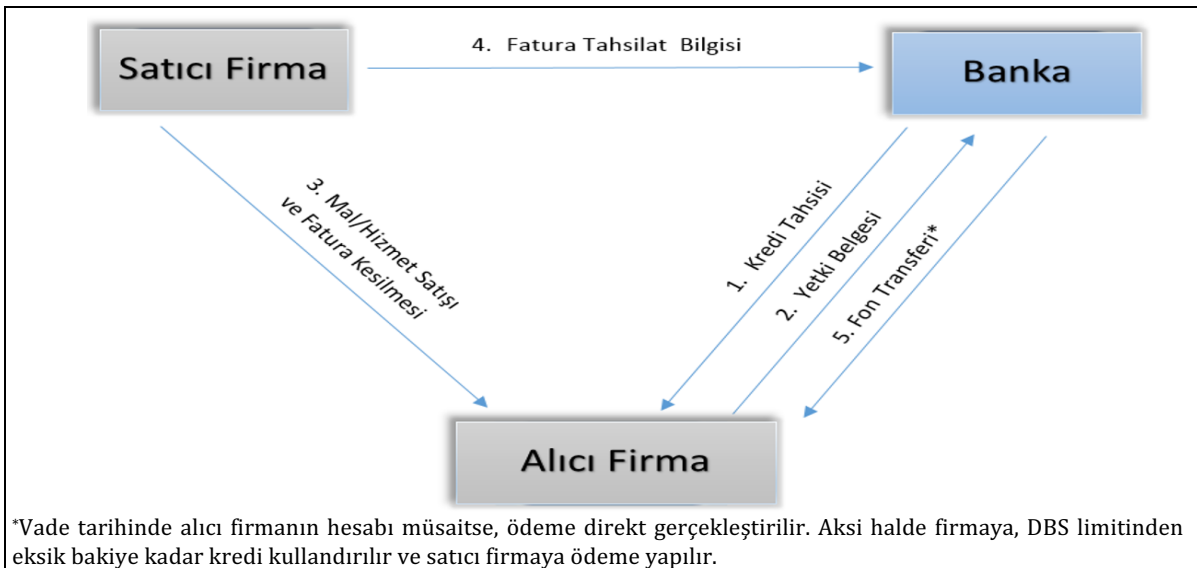 4. Fatura Tahsilat Bilgisi
Satıcı Firma
Banka
3. Mal/Hizmet Satışı
ve Fatura Kesilmesi
1. Kredi Tahsisi
2. Yetki Belgesi
5. Fon Transferi*
Alıcı Firma
*Vade tarihinde alıcı firmanın hesabı müsaitse, ödeme direkt gerçekleştirilir. Aksi halde firmaya, DBS limitinden
eksik bakiye kadar kredi kullandırılır ve satıcı firmaya ödeme yapılır.